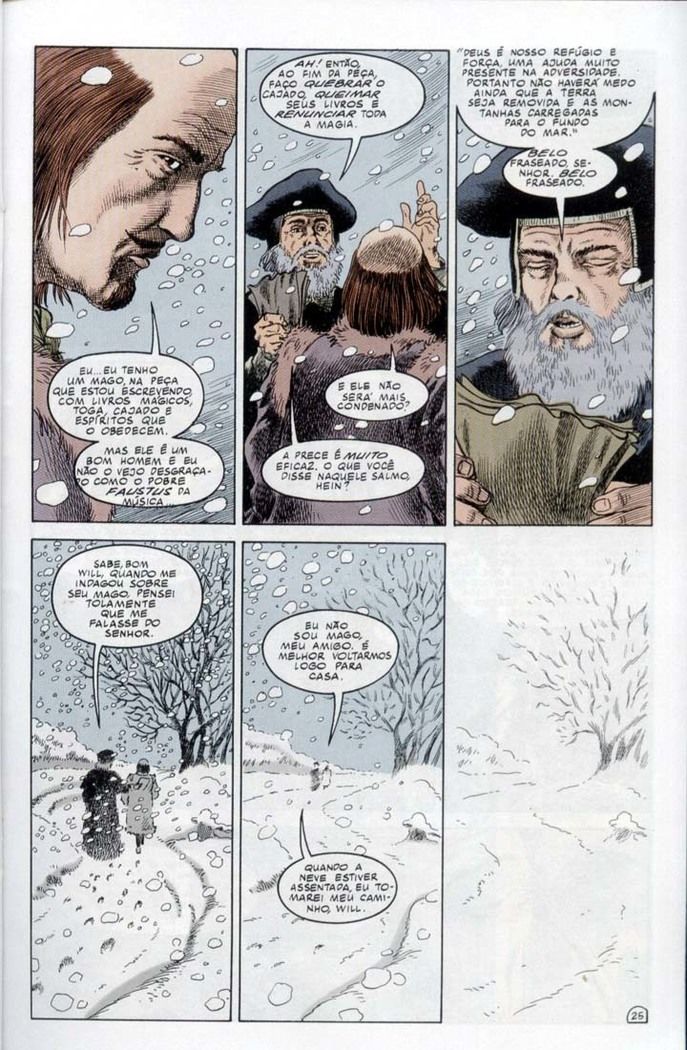 EU... EU TENHO
UM MAGO, NA PEÇA
QUE ESTOU ESCREVENDO,
COM LIVROS MÁGICOS,
TOGA, CAJADO E
ESPÍRITOS QUE
O OBEDECEM.
MAS ELE É UM
BOM HOMEM E EU
NÃO O VEJO DESGRAÇA-
DO COMO O POBRE
FAUSTUS DA
MÚSICA...
AH! ENTÃO,
AO FIM DA PEÇA,
FAÇO QUEBRAR O
CAJADO, QUEIMAR
SEUS LIVROS E
RENUNCIAR TODA
A MAGIA.
E ELE NÃO
SERÁ MAIS
CONDENADO?
A PRECE É MUITO
EFICAZ. O QUE VOCÊ
DISSE NAQUELE SALMO,
HEIN?
"DEUS É NOSSO REFÚGIO E
FORÇA, UMA AJUDA MUITO
PRESENTE NA ADVERSIDADE.
PORTANTO NÃO HAVERÁ MEDO
AINDA QUE A TERRA
SEJA REMOVIDA E AS MON-
TANHAS CARREGADAS
PARA O FUNDO
DO MAR."
BELO
FRASEADO, SE-
NHOR. BELO
FRASEADO.
SABE, BOM
WILL, QUANDO ME
INDAGOU SOBRE
SEU MAGO, PENSEI
TOLAMENTE
QUE ME
FALASSE DO
SENHOR.
EU NÃO
SOU MAGO,
MEU AMIGO. É
MELHOR VOLTARMOS
LOGO PARA
CASA.
QUANDO A
NEVE ESTIVER
ASSENTADA, EU TO-
MAREI MEU CAMI-
NHO, WILL.
25